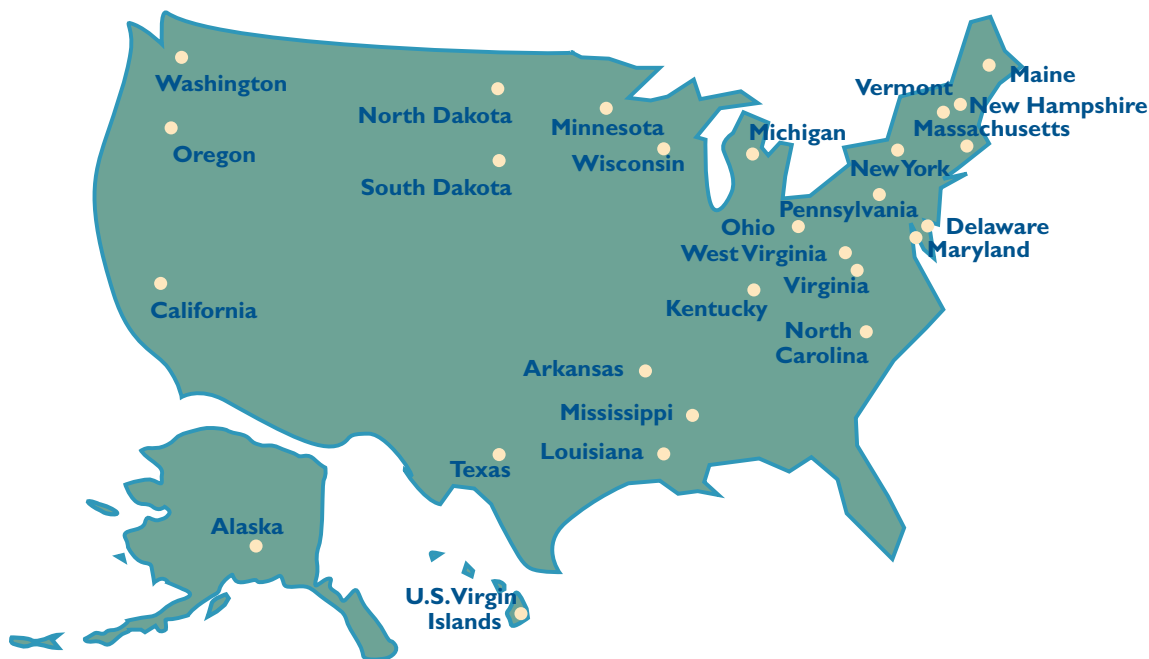 Maine
Washington
Vermont
New Hampshire
North Dakota
Minnesota
Massachusetts
Michigan
Oregon
Wisconsin
New York
South Dakota
Pennsylvania
Ohio
Delaware
West Virginia
Maryland
Virginia
California
Kentucky
North
Carolina
Arkansas
Mississippi
Louisiana
Texas
Alaska
U.S. Virgin
Islands